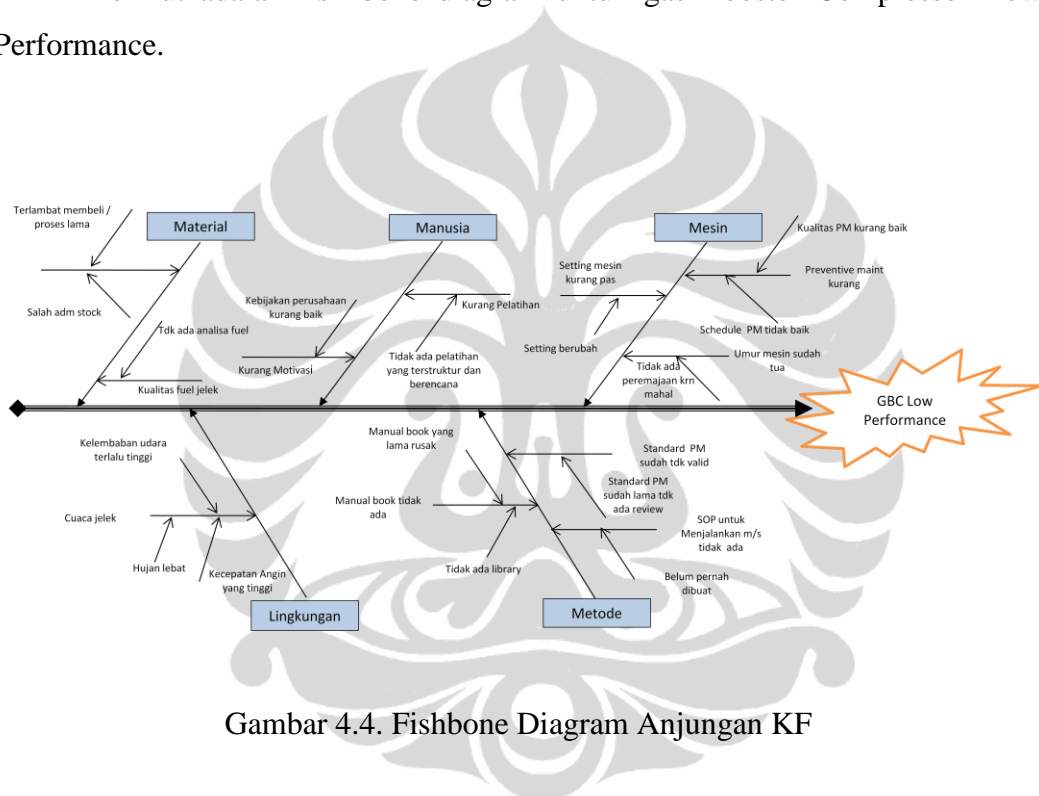 Performance.
Terlambat membeli /
proses lama
Salah adm stock
Material
Tdk ada analisa fuel
Kualitas fuel jelek
Manusia
Kebijakan perusahaan
kurang baik
Kurang Motivasi
Kurang Pelatihan
Tidak ada pelatihan
yang terstruktur dan
berencana
Mesin
Setting mesin
kurang pas
Setting berubah
Kualitas PM kurang baik
Preventive maint
kurang
Schedule PM tidak baik
Umur mesin sudah
tua
Tidak ada
peremajaan krn
mahal
GBC Low
Performance
Kelembaban udara
terlalu tinggi
Cuaca jelek
Hujan lebat
Kecepatan Angin
yang tinggi
Lingkungan
Manual book yang
lama rusak
Manual book tidak
ada
Tidak ada library
Standard PM
sudah tdk valid
Standard PM
sudah lama tdk
ada review
SOP untuk
Menjalankan m/s
tidak ada
Belum pernah
dibuat
Metode
Gambar 4.4. Fishbone Diagram Anjungan KF